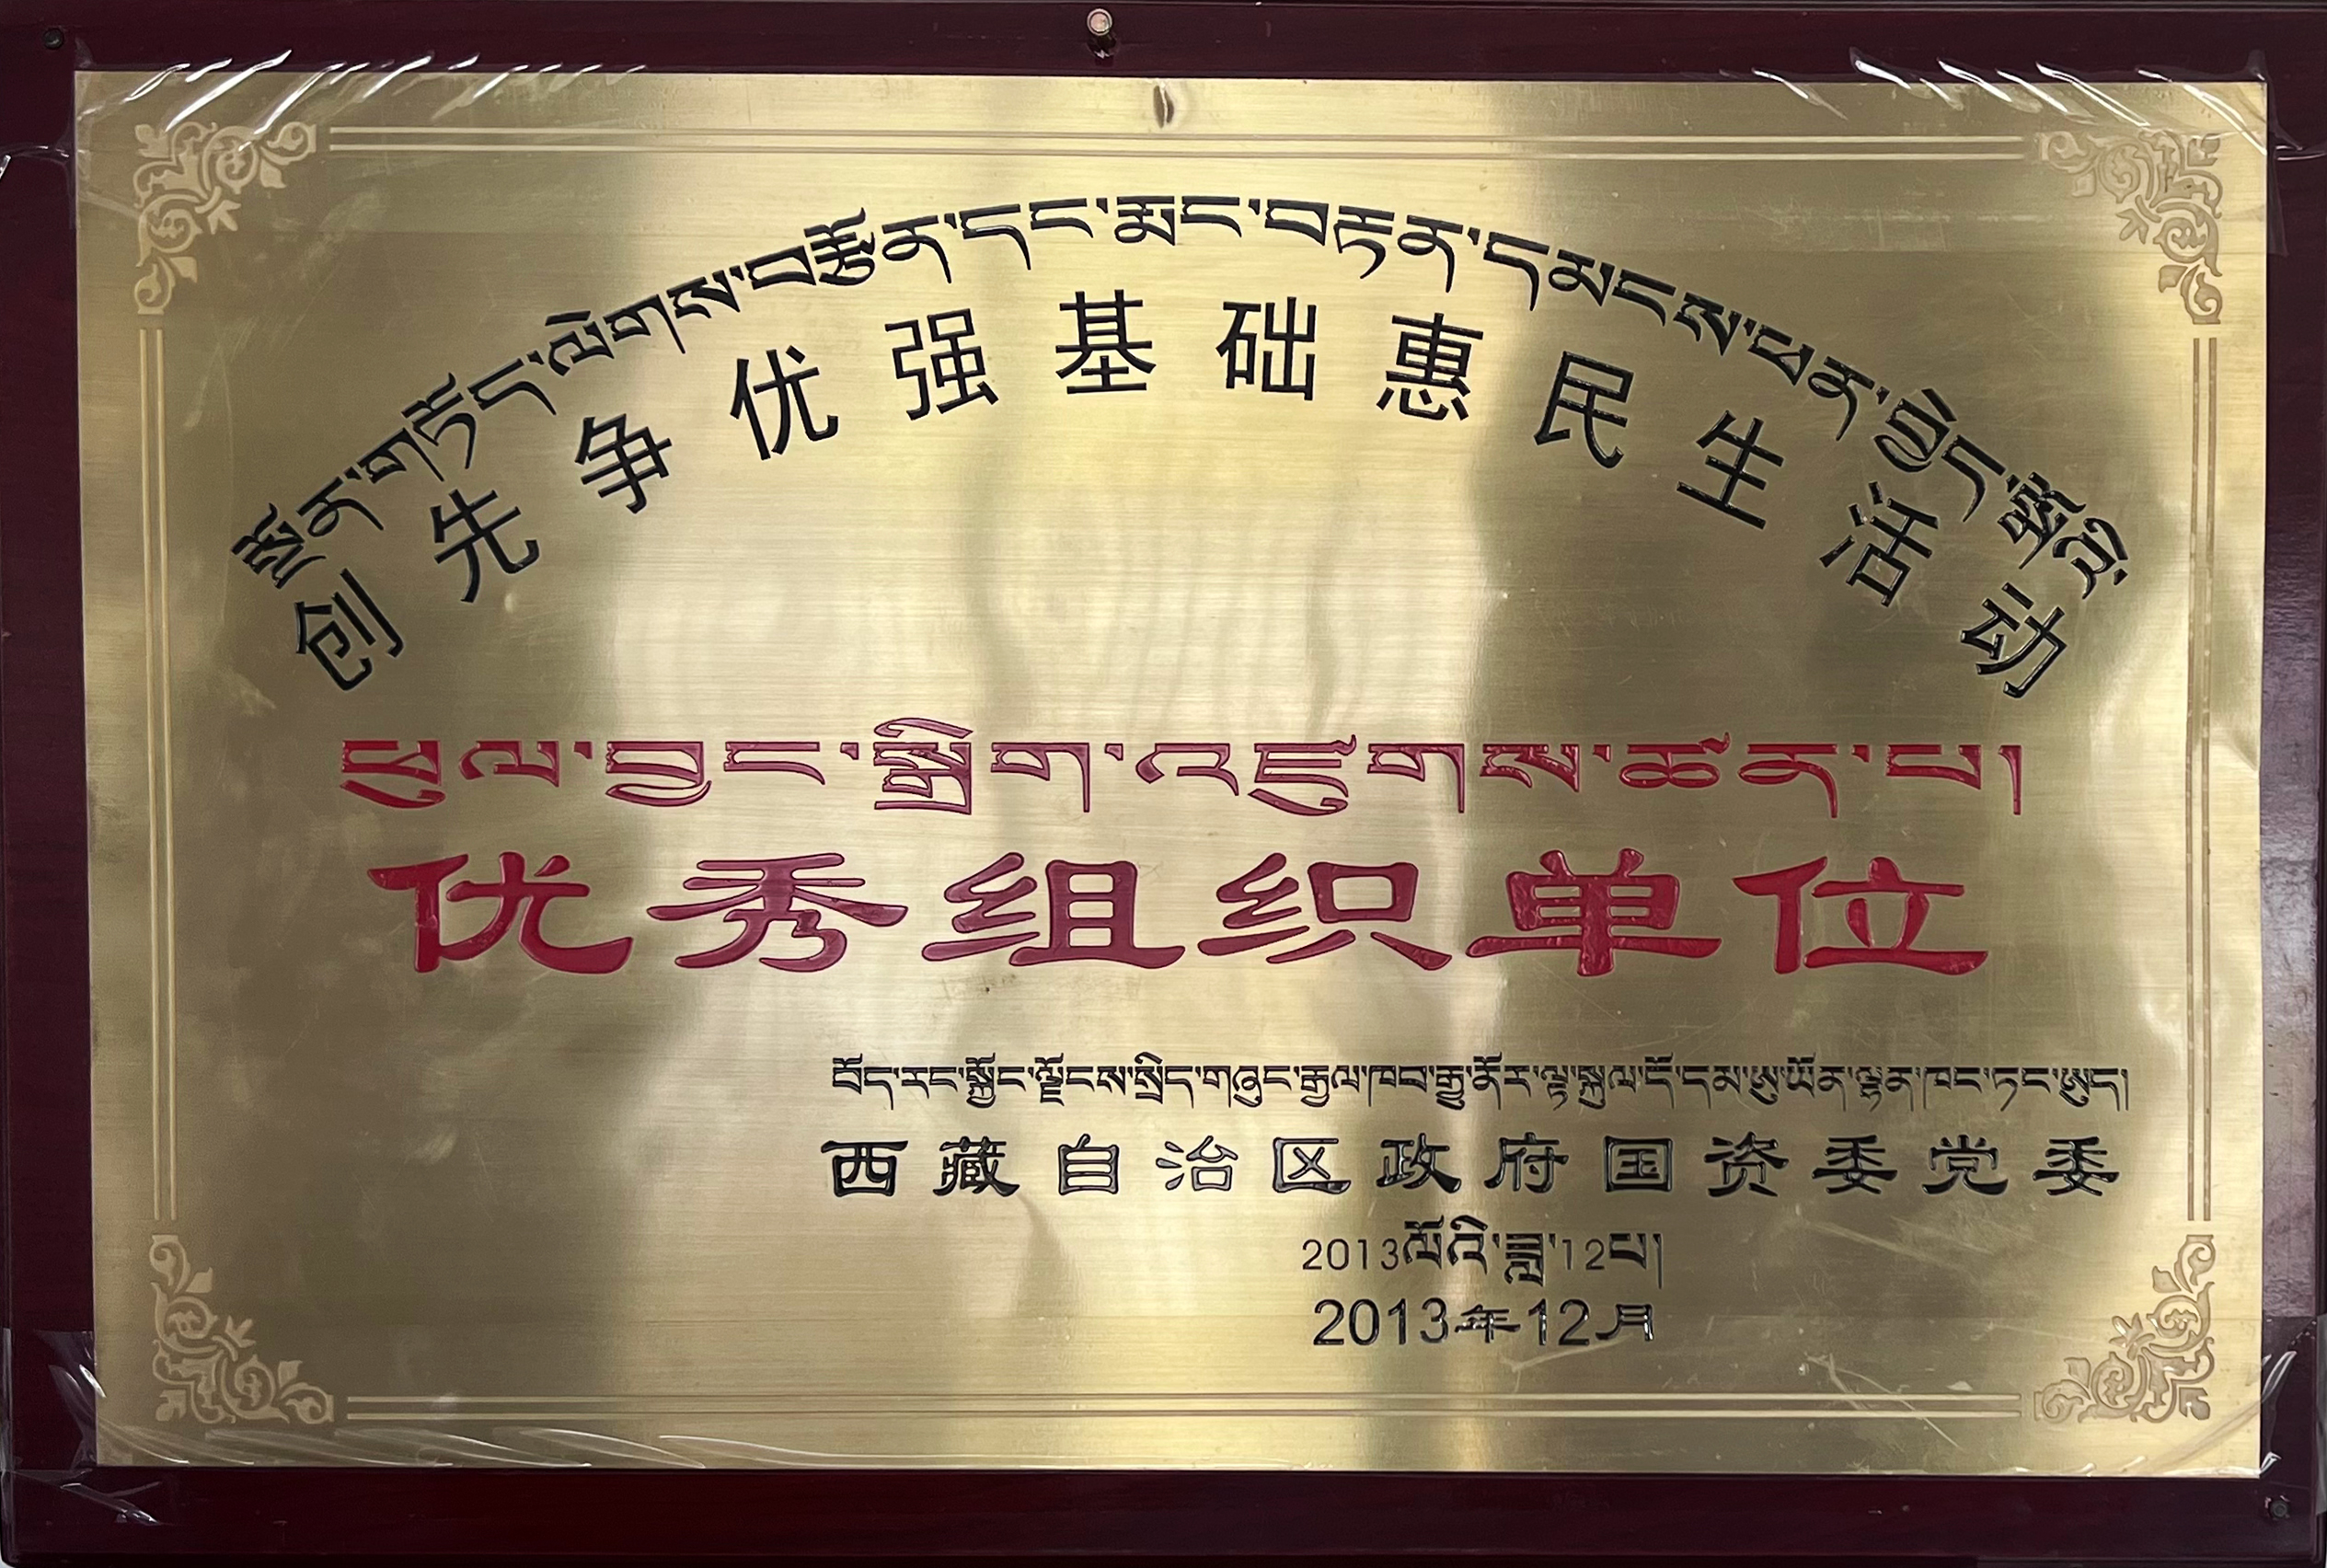 སྔོན་གཏོད་ལེགས་བརྩོན་དང་རྨང་བརྟན་དམངས་ཕན་བྱེད་སྒོའི
创先争优强基础惠民生活动
ཕུལ་བྱུང་སྒྲིག་འཛུགས་ཚན་པ།
优秀组织单位
བོད་རང་སྐྱོང་ལྗོངས་སྲིད་གཞུང་རྒྱལ་ཁབ་རྒྱུ་ནོར་ལྟ་སྐུལ་དོ་དམ་ཨུ་ཡོན་ལྷན་ཁང་ཏང་ཨུད།
西藏自治区政府国资委党委
2013ལོའི་ཟླ་12པ།
2013年12月